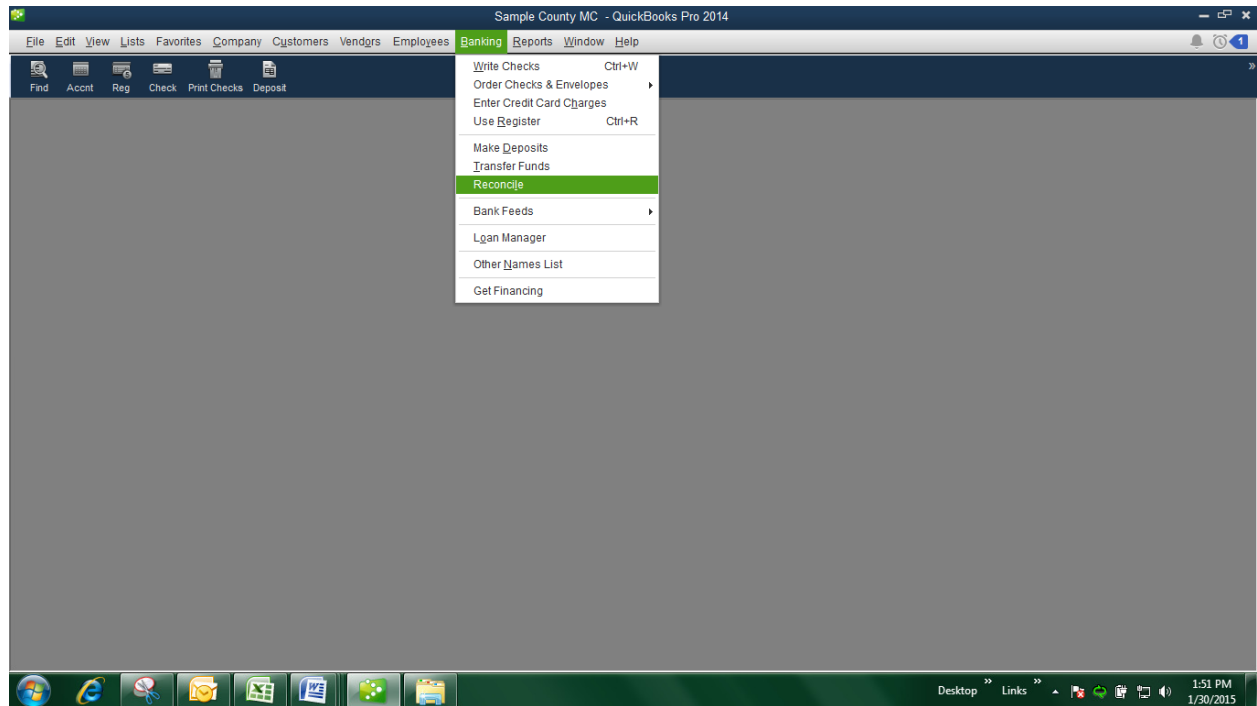 Sample County MC - QuickBooks Pro 2014
File Edit View Lists Favorites Company Customers Vendors Employees Banking Reports Window Help
1
Find Accnt Reg Check Print Checks Deposit
»
Write Checks Ctrl+W
Order Checks & Envelopes
Enter Credit Card Charges
Use Register Ctrl+R
Make Deposits
Transfer Funds
Reconcile
Bank Feeds
Loan Manager
Other Names List
Get Financing
Desktop » Links » 1:51 PM
1/30/2015